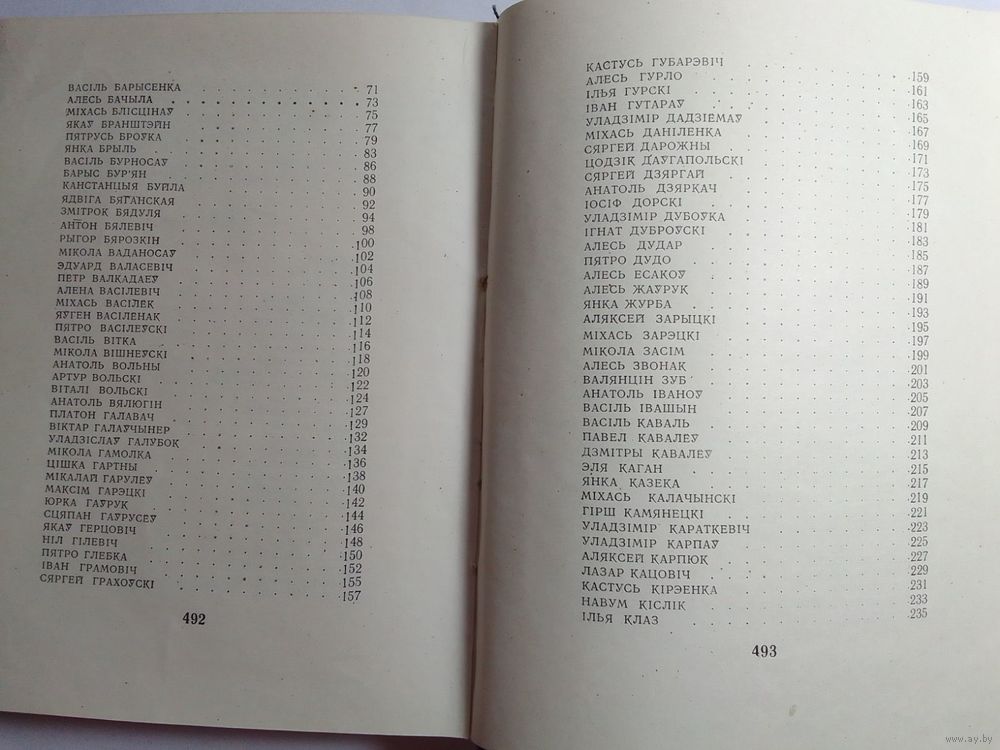 ВАСІЛЬ БАРЫСЕНКА 71
АЛЕСЬ БАЧЫЛА 73
МІХАСЬ БЛІСЦІНАЎ 75
ЯКАЎ БРАНШТЭЙН 77
ПЯТРУСЬ БРОЎКА 79
ЯНКА БРЫЛЬ 83
ВАСІЛЬ БУРНОСАЎ 86
БАРЫС БУР'ЯН 88
КАНСТАНЦЫЯ БУЙЛА 90
ЯДВІГА БЯГАНСКАЯ 92
ЗМІТРОК БЯДУЛЯ 94
АНТОН БЯЛЕВІЧ 98
РЫГОР БЯРОЗКІН 100
МІКОЛА ВАДАНОСАЎ 102
ЭДУАРД ВАЛАСЕВІЧ 104
ПЕТР ВАЛКАДАЕЎ 106
АЛЕНА ВАСІЛЕВІЧ 108
МІХАСЬ ВАСІЛЕК 110
ЯЎГЕН ВАСІЛЕНАК 112
ПЯТРО ВАСІЛЕЎСКІ 114
ВАСІЛЬ ВІТКА 116
МІКОЛА ВІШНЕЎСКІ 118
АНАТОЛЬ ВОЛЬНЫ 120
АРТУР ВОЛЬСКІ 122
ВІТАЛІ ВОЛЬСКІ 124
АНАТОЛЬ ВЯЛЮГІН 127
ПЛАТОН ГАЛАВАЧ 129
ВІКТАР ГАЛАЎЧЫНЕР 132
УЛАДЗІСЛАЎ ГАЛУБОК 134
МІКОЛА ГАМОЛКА 136
ЦІШКА ГАРТНЫ 138
МІКАЛАЙ ГАРУЛЕЎ 140
МАКСІМ ГАРЭЦКІ 142
ЮРКА ГАЎРУК 144
СЦЯПАН ГАЎРУСЕЎ 146
ЯКАЎ ГЕРЦОВІЧ 148
НІЛ ГІЛЕВІЧ 150
ПЯТРО ГЛЕБКА 152
ІВАН ГРАМОВІЧ 155
СЯРГЕЙ ГРАХОЎСКІ 157
492
КАСТУСЬ ГУБАРЭВІЧ 159
АЛЕСЬ ГУРЛО 161
ІЛЬЯ ГУРСКІ 163
ІВАН ГУТАРАЎ 165
УЛАДЗІМІР ДАДЗІЕМАЎ 167
МІХАСЬ ДАНІЛЕНКА 169
СЯРГЕЙ ДАРОЖНЫ 171
ЦОДЗІК ДАЎГАПОЛЬСКІ 173
СЯРГЕЙ ДЗЯРГАЙ 175
АНАТОЛЬ ДЗЯРКАЧ 177
ІОСІФ ДОРСКІ 179
УЛАДЗІМІР ДУБОЎКА 181
ІГНАТ ДУБРОЎСКІ 183
АЛЕСЬ ДУДАР 185
ПЯТРО ДУДО 187
АЛЕСЬ ЕСАКОЎ 189
АЛЕСЬ ЖАЎРУК 191
ЯНКА ЖУРБА 193
АЛЯКСЕЙ ЗАРЫЦКІ 195
МІХАСЬ ЗАРЭЦКІ 197
МІКОЛА ЗАСІМ 199
АЛЕСЬ ЗВОНАК 201
ВАЛЯНЦІН ЗУБ 203
АНАТОЛЬ ІВАНОЎ 205
ВАСІЛЬ ІВАШЫН 207
ВАСІЛЬ КАВАЛЬ 209
ПАВЕЛ КАВАЛЕЎ 211
ДЗМІТРЫ КАВАЛЕЎ 213
ЭЛЯ КАГАН 215
ЯНКА КАЗЕКА 217
МІХАСЬ КАЛАЧЫНСКІ 219
ГІРШ КАМЯНЕЦКІ 221
УЛАДЗІМІР КАРАТКЕВІЧ 223
УЛАДЗІМІР КАРПАЎ 225
АЛЯКСЕЙ КАРПЮК 227
ЛАЗАР КАЦОВІЧ 229
КАСТУСЬ КІРЭЕНКА 231
НАВУМ КІСЛІК 233
ІЛЬЯ КЛАЗ 235
493
www.ay.by